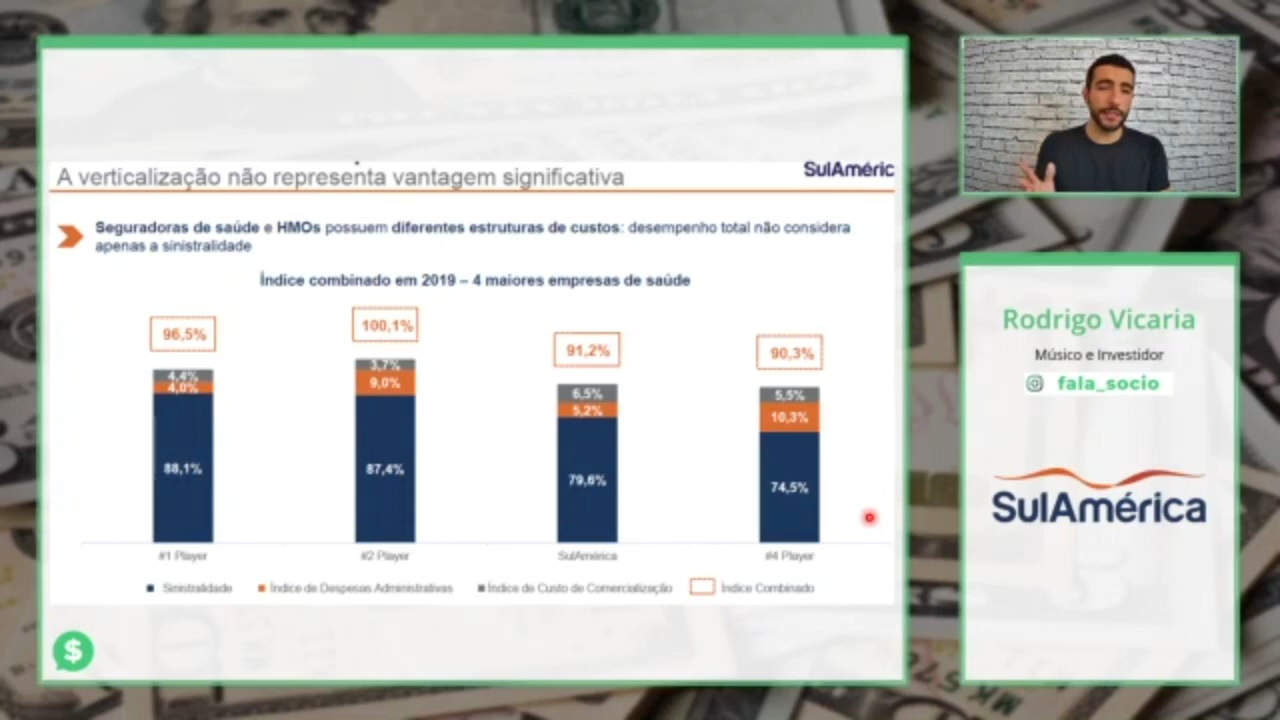 A verticalização não representa vantagem significativa
SulAméric
Seguradoras de saúde e HMOs possuem diferentes estruturas de custos: desempenho total não considera
apenas a sinistralidade
Índice combinado em 2019 – 4 maiores empresas de saúde
96,5%
100,1%
91,2%
90,3%
4,4%
4,0%
88,1%
3,7%
9,0%
87,4%
6,5%
5,2%
79,6%
5,5%
10,3%
74,5%
#1 Player
#2 Player
SulAmérica
#4 Player
Sinistralidade
Índice de Despesas Administrativas
Índice de Custo de Comercialização
Índice Combinado
$
Rodrigo Vicaria
Músico e Investidor
fala_socio
SulAmérica